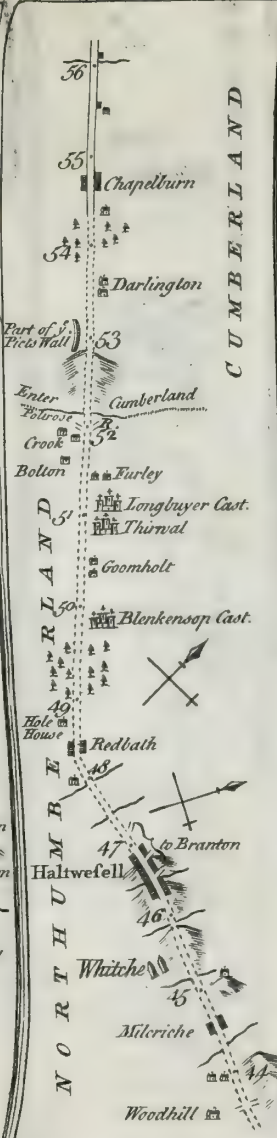 56
CUMBERLAND
55
Chapelburn
54
Darlington
Part of yᵉ
Picts Wall
53
Enter
Cumberland
Poltrose
R.
52
Crook
Bolton
Furley
51
Longbuyer Cast.
Thirwal
Goomholt
50
Blenkensop Cast.
49
Hole
House
Redbath
48
47
to Branton
Haltwesell
46
Whitche
45
Milcriche
44
Woodhill
NORTHUMBERLAND